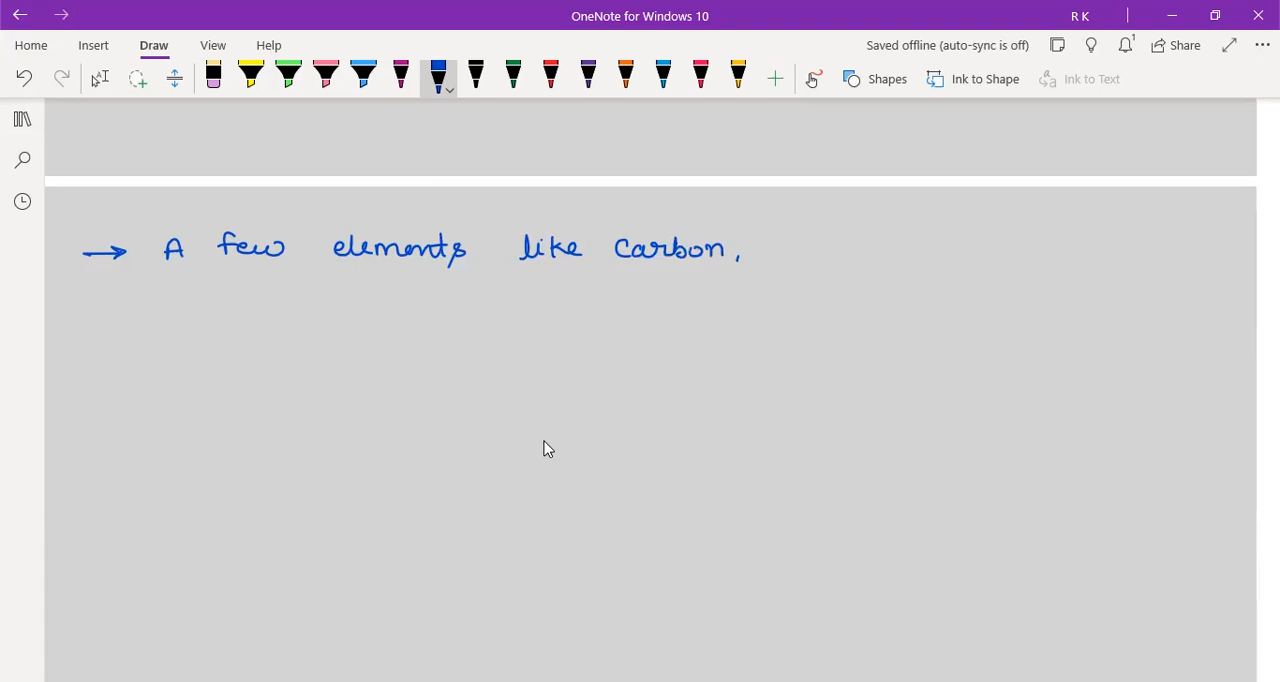 OneNote for Windows 10
R K
Home Insert Draw View Help
Saved offline (auto-sync is off)
1
Share
Shapes
Ink to Shape
Ink to Text
→ A few elements like carbon,